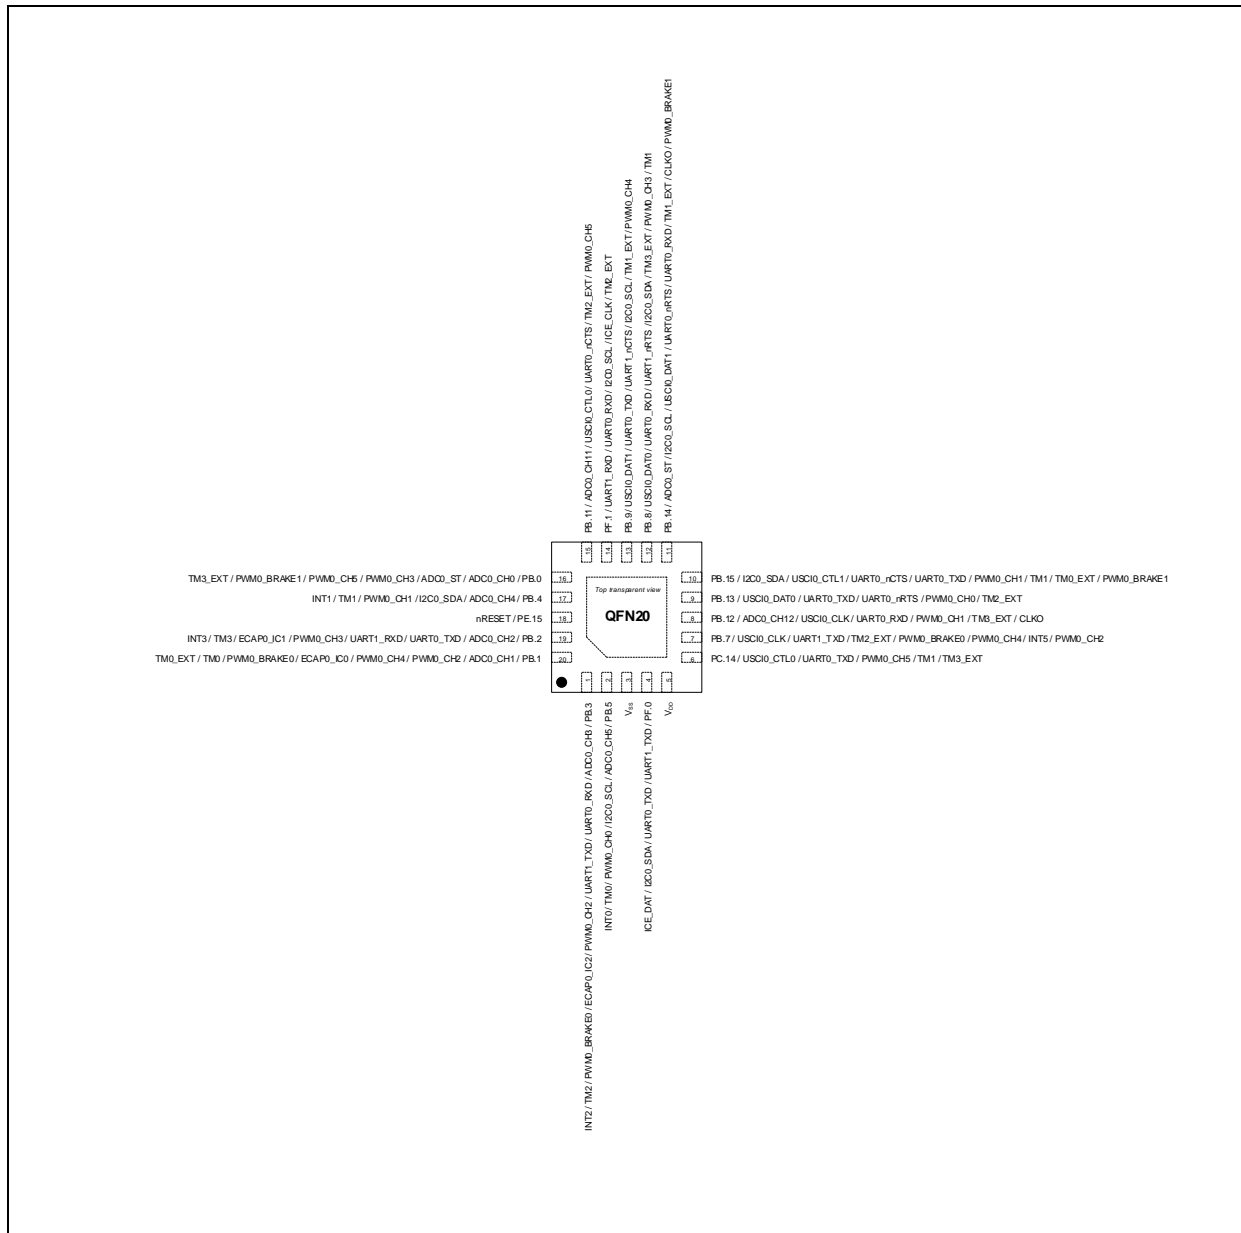 PB.11 / ADC0_CH11 / USCI0_CTL0 / UART0_nCTS / TM2_EXT / PWM0_CH5
PF.1 / UART1_RXD / UART0_RXD / I2C0_SCL / ICE_CLK / TM2_EXT
PB.9 / USCI0_DAT1 / UART0_TXD / UART1_nCTS / I2C0_SCL / TM1_EXT / PWM0_CH4
PB.8 / USCI0_DAT0 / UART0_RXD / UART1_nRTS / I2C0_SDA / TM3_EXT / PWM0_CH3 / TM1
PB.14 / ADC0_ST / I2C0_SCL / USCI0_DAT1 / UART0_nRTS / UART0_RXD / TM1_EXT / CLKO / PWM0_BRAKE1
15
14
13
12
11
TM3_EXT / PWM0_BRAKE1 / PWM0_CH5 / PWM0_CH3 / ADC0_ST / ADC0_CH0 / PB.0
INT1 / TM1 / PWM0_CH1 / I2C0_SDA / ADC0_CH4 / PB.4
nRESET / PE.15
INT3 / TM3 / ECAP0_IC1 / PWM0_CH3 / UART1_RXD / UART0_TXD / ADC0_CH2 / PB.2
TM0_EXT / TM0 / PWM0_BRAKE0 / ECAP0_IC0 / PWM0_CH4 / PWM0_CH2 / ADC0_CH1 / PB.1
16
17
18
19
20
Top transparent view
QFN20
10
9
8
7
6
PB.15 / I2C0_SDA / USCI0_CTL1 / UART0_nCTS / UART0_TXD / PWM0_CH1 / TM1 / TM0_EXT / PWM0_BRAKE1
PB.13 / USCI0_DAT0 / UART0_TXD / UART0_nRTS / PWM0_CH0 / TM2_EXT
PB.12 / ADC0_CH12 / USCI0_CLK / UART0_RXD / PWM0_CH1 / TM3_EXT / CLKO
PB.7 / USCI0_CLK / UART1_TXD / TM2_EXT / PWM0_BRAKE0 / PWM0_CH4 / INT5 / PWM0_CH2
PC.14 / USCI0_CTL0 / UART0_TXD / PWM0_CH5 / TM1 / TM3_EXT
1
2
3
4
5
INT2 / TM2 / PWM0_BRAKE0 / ECAP0_IC2 / PWM0_CH2 / UART1_TXD / UART0_RXD / ADC0_CH3 / PB.3
INT0 / TM0 / PWM0_CH0 / I2C0_SCL / ADC0_CH5 / PB.5
VSS
ICE_DAT / I2C0_SDA / UART0_TXD / UART1_TXD / PF.0
VDD